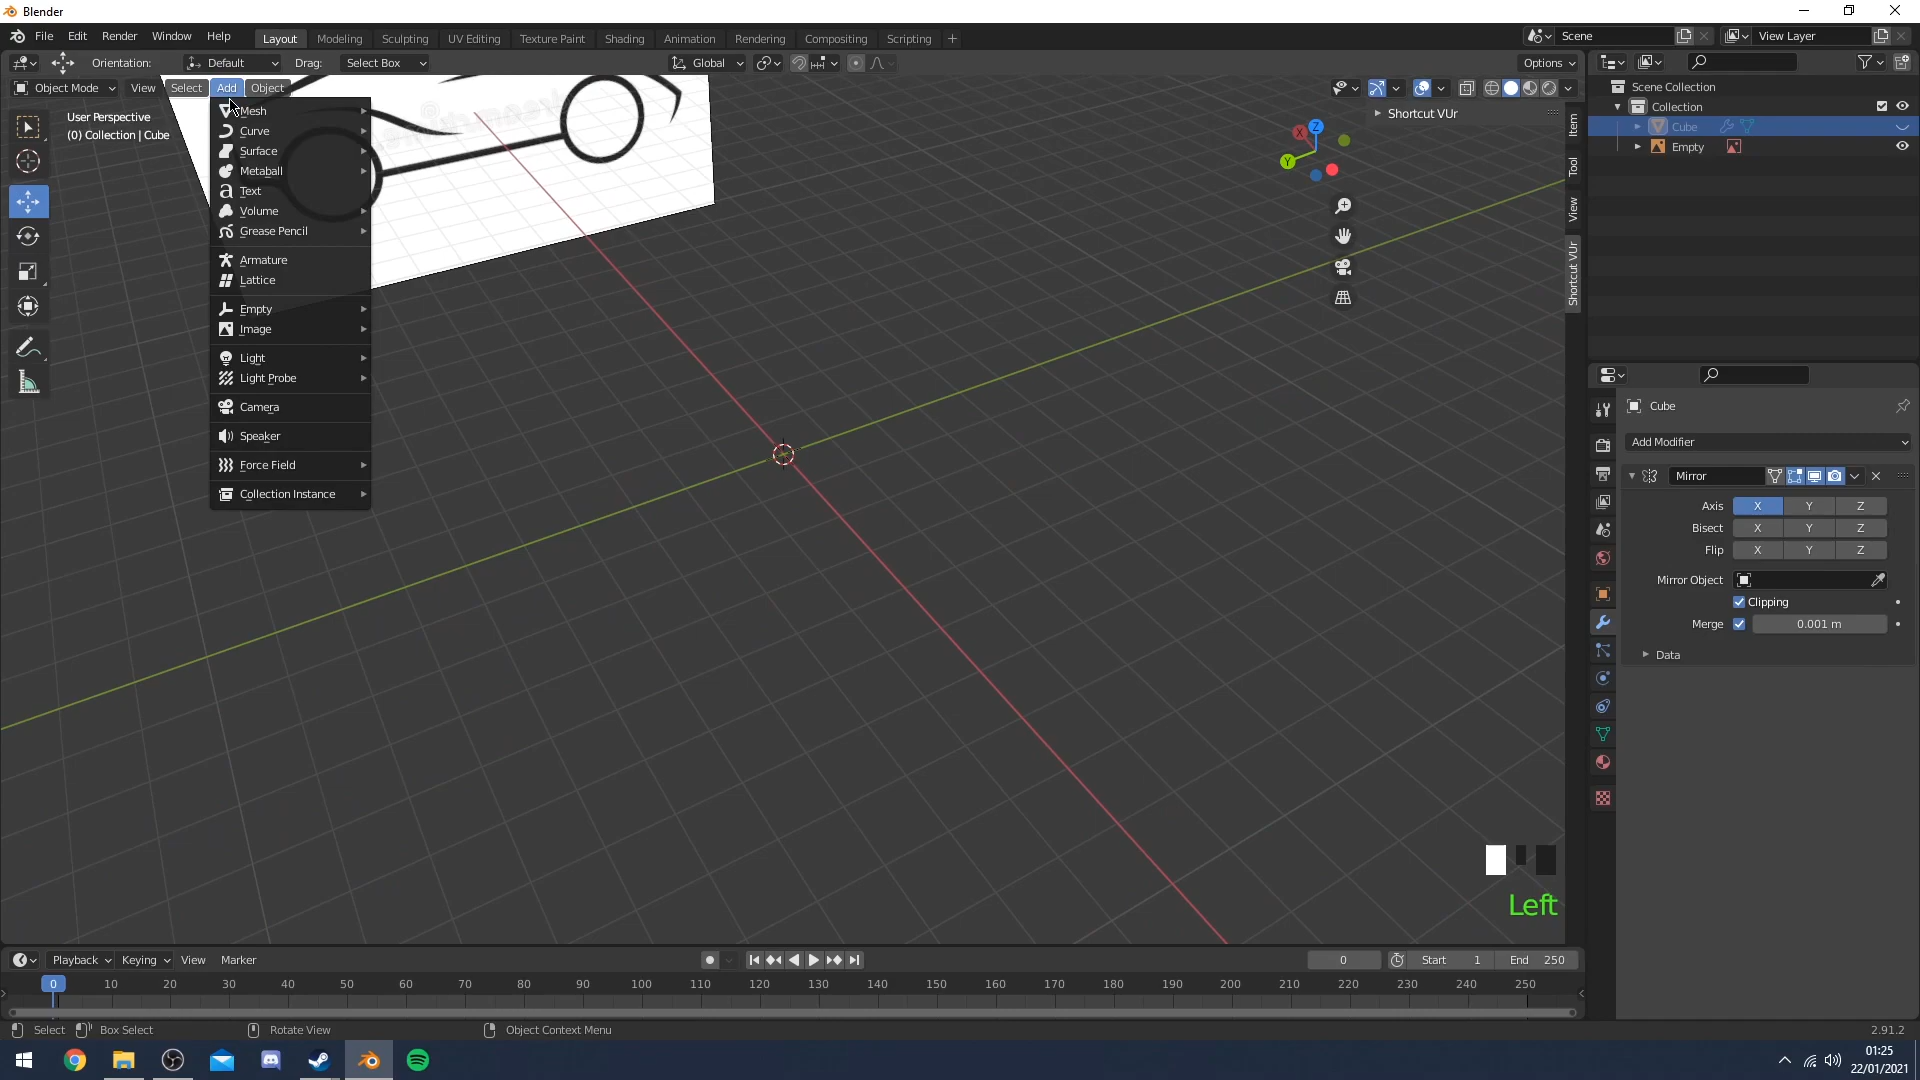 Blender
File Edit Render Window Help
Layout Modeling Sculpting UV Editing Texture Paint Shading Animation Rendering Compositing Scripting +
Scene
View Layer
Orientation: Default Drag: Select Box
Global
Options
Object Mode View Select Add Object
User Perspective
(0) Collection | Cube
Mesh
Curve
Surface
Metaball
Text
Volume
Grease Pencil
Armature
Lattice
Empty
Image
Light
Light Probe
Camera
Speaker
Force Field
Collection Instance
Shortcut VUr
Item
Tool
View
Shortcut VUr
X
Y
Z
Scene Collection
Collection
Cube
Empty
Cube
Add Modifier
Mirror
Axis X Y Z
Bisect X Y Z
Flip X Y Z
Mirror Object
Clipping
Merge 0.001 m
Data
Left
Playback Keying View Marker
0
Start 1 End 250
0 10 20 30 40 50 60 70 80 90 100 110 120 130 140 150 160 170 180 190 200 210 220 230 240 250
Select Box Select Rotate View Object Context Menu
2.91.2
01:25
22/01/2021